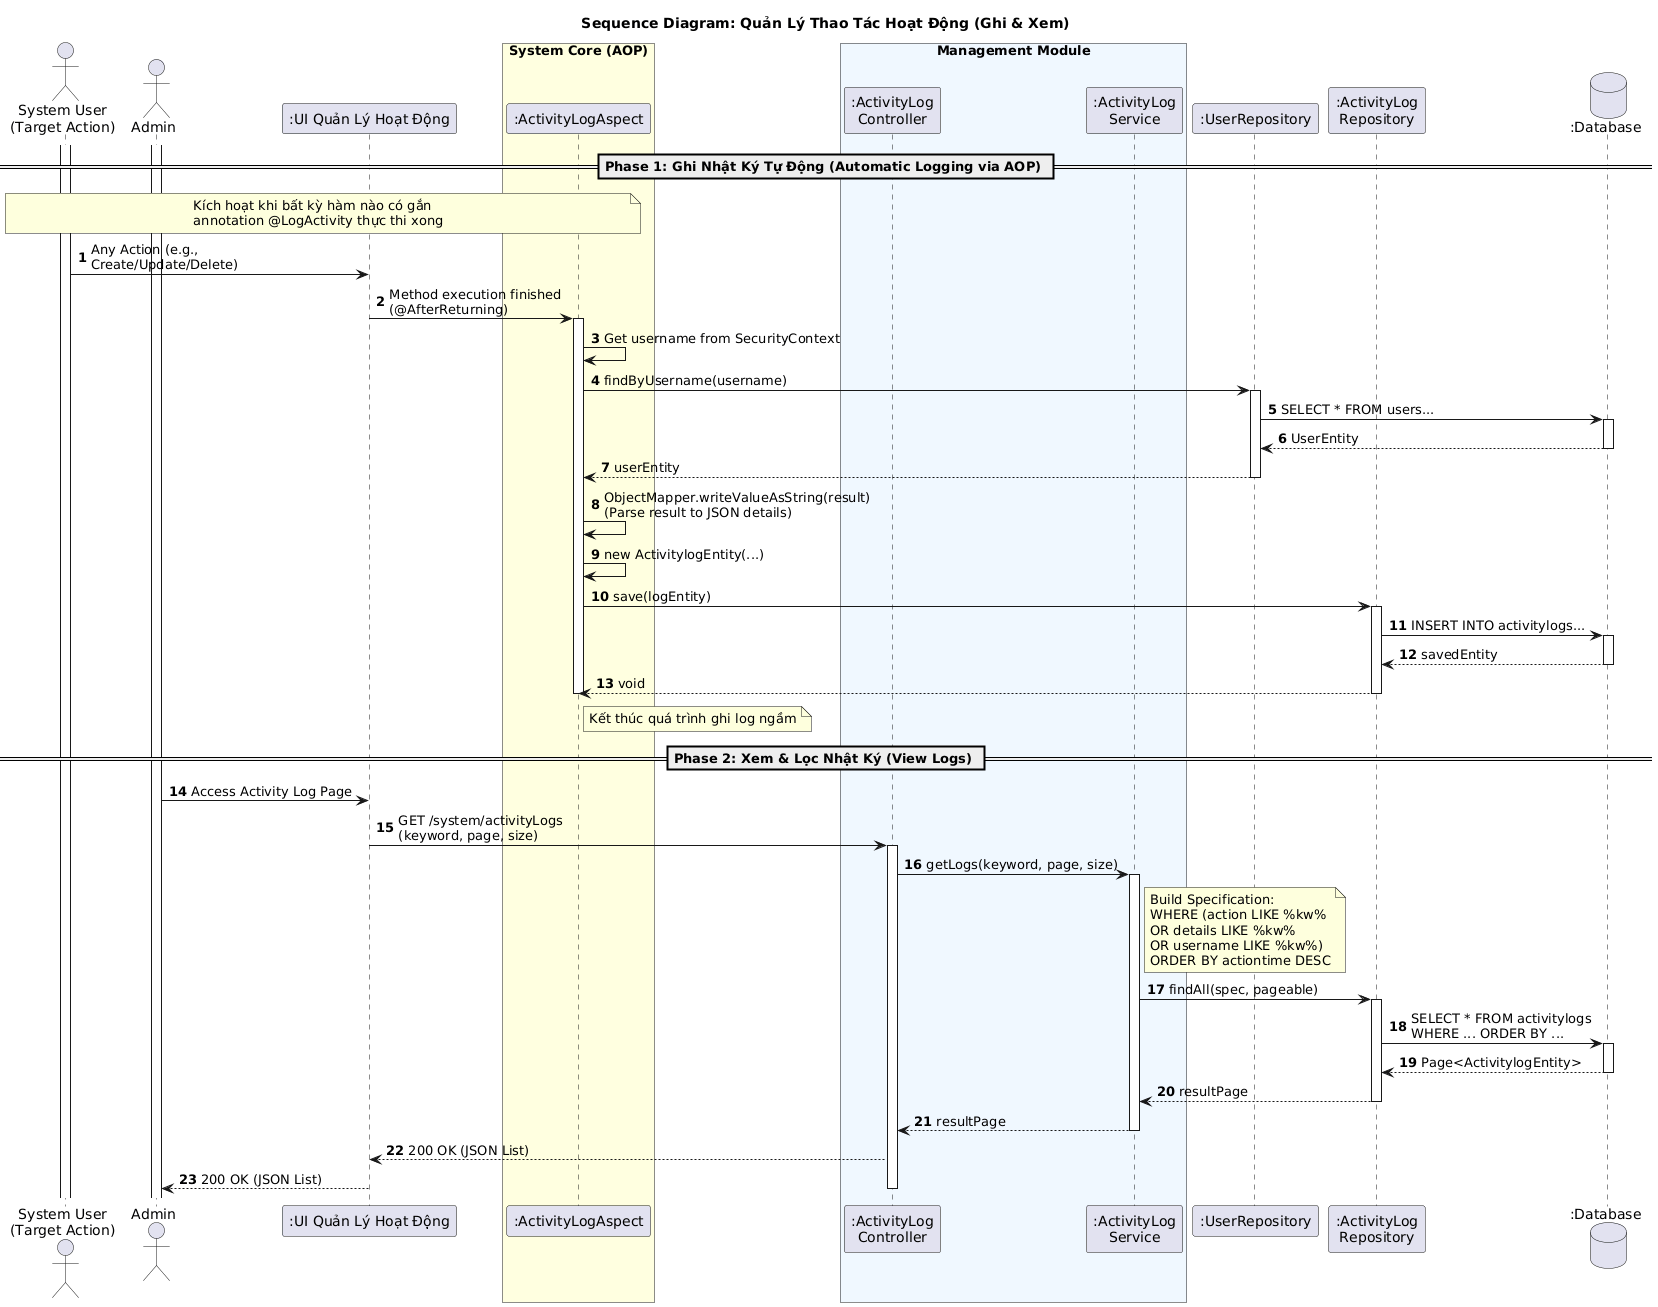 Sequence Diagram: Quản Lý Thao Tác Hoạt Động (Ghi & Xem)
System Core (AOP)
Management Module
System User
(Target Action)
Admin
:UI Quản Lý Hoạt Động
:ActivityLogAspect
:ActivityLog
Controller
:ActivityLog
Service
:UserRepository
:ActivityLog
Repository
:Database
Phase 1: Ghi Nhật Ký Tự Động (Automatic Logging via AOP)
Kích hoạt khi bất kỳ hàm nào có gắn
annotation @LogActivity thực thi xong
1 Any Action (e.g.,
Create/Update/Delete)
2 Method execution finished
(@AfterReturning)
3 Get username from SecurityContext
4 findByUsername(username)
5 SELECT * FROM users...
6 UserEntity
7 userEntity
8 ObjectMapper.writeValueAsString(result)
(Parse result to JSON details)
9 new ActivitylogEntity(...)
10 save(logEntity)
11 INSERT INTO activitylogs...
12 savedEntity
13 void
Kết thúc quá trình ghi log ngầm
Phase 2: Xem & Lọc Nhật Ký (View Logs)
14 Access Activity Log Page
15 GET /system/activityLogs
(keyword, page, size)
16 getLogs(keyword, page, size)
Build Specification:
WHERE (action LIKE %kw%
OR details LIKE %kw%
OR username LIKE %kw%)
ORDER BY actiontime DESC
17 findAll(spec, pageable)
18 SELECT * FROM activitylogs
WHERE ... ORDER BY ...
19 Page<ActivitylogEntity>
20 resultPage
21 resultPage
22 200 OK (JSON List)
23 200 OK (JSON List)
System User
(Target Action)
Admin
:UI Quản Lý Hoạt Động
:ActivityLogAspect
:ActivityLog
Controller
:ActivityLog
Service
:UserRepository
:ActivityLog
Repository
:Database